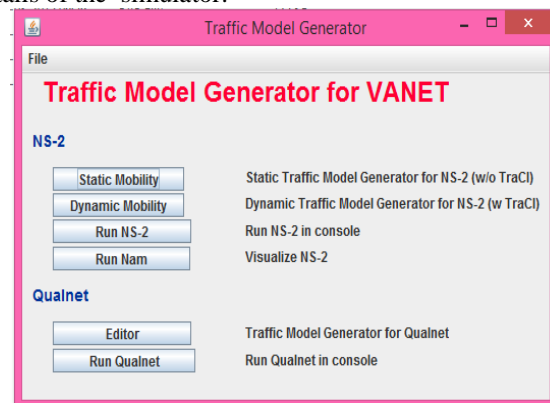 of the simulator.
Traffic Model Generator
File
Traffic Model Generator for VANET
NS-2
Static Mobility Static Traffic Model Generator for NS-2 (w/o TraCI)
Dynamic Mobility Dynamic Traffic Model Generator for NS-2 (w TraCI)
Run NS-2 Run NS-2 in console
Run Nam Visualize NS-2
Qualnet
Editor Traffic Model Generator for Qualnet
Run Qualnet Run Qualnet in console